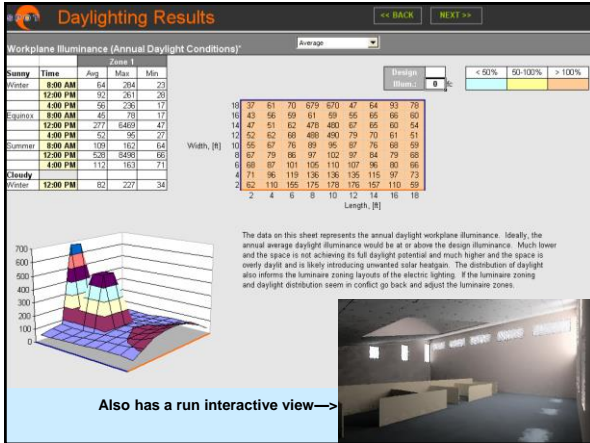 Daylighting Results
<< BACK NEXT >>
Workplane Illuminance (Annual Daylight Conditions)*
Average
Zone 1
Sunny Time Avg Max Min
Winter 8:00 AM 64 284 23
12:00 PM 92 261 28
4:00 PM 56 236 17
Equinox 8:00 AM 45 78 17
12:00 PM 277 6469 47
4:00 PM 52 95 27
Summer 8:00 AM 109 162 64
12:00 PM 528 8498 66
4:00 PM 112 163 71
Cloudy
Winter 12:00 PM 82 227 34
Design
Illum.: 0 fc
< 50% 50-100% > 100%
18 37 61 70 679 670 47 64 93 78
16 43 56 59 61 59 55 65 66 60
14 47 51 62 478 480 67 65 60 54
12 52 62 68 488 490 79 70 61 51
Width, [ft] 10 55 67 76 89 95 87 76 68 59
8 67 79 86 97 102 97 84 79 68
6 68 87 101 105 110 107 96 80 66
4 71 96 119 136 136 135 115 97 73
2 62 110 155 175 178 176 157 110 59
2 4 6 8 10 12 14 16 18
Length, [ft]
The data on this sheet represents the annual daylight workplane illuminance. Ideally, the
annual average daylight illuminance would be at or above the design illuminance. Much lower
and the space is not achieving its full daylight potential and much higher and the space is
overly daylit and is likely introducing unwanted solar heatgain. The distribution of daylight
also informs the luminaire zoning layouts of the electric lighting. If the luminaire zoning
and daylight distribution seem in conflict go back and adjust the luminaire zones.
700
600
500
400
300
200
100
0
Also has a run interactive view—>